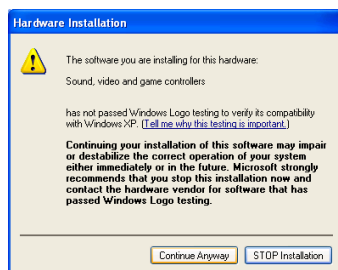 Hardware Installation
The software you are installing for this hardware:
Sound, video and game controllers
has not passed Windows Logo testing to verify its compatibility
with Windows XP. (Tell me why this testing is important.)
Continuing your installation of this software may impair
or destabilize the correct operation of your system
either immediately or in the future. Microsoft strongly
recommends that you stop this installation now and
contact the hardware vendor for software that has
passed Windows Logo testing.
Continue Anyway
STOP Installation